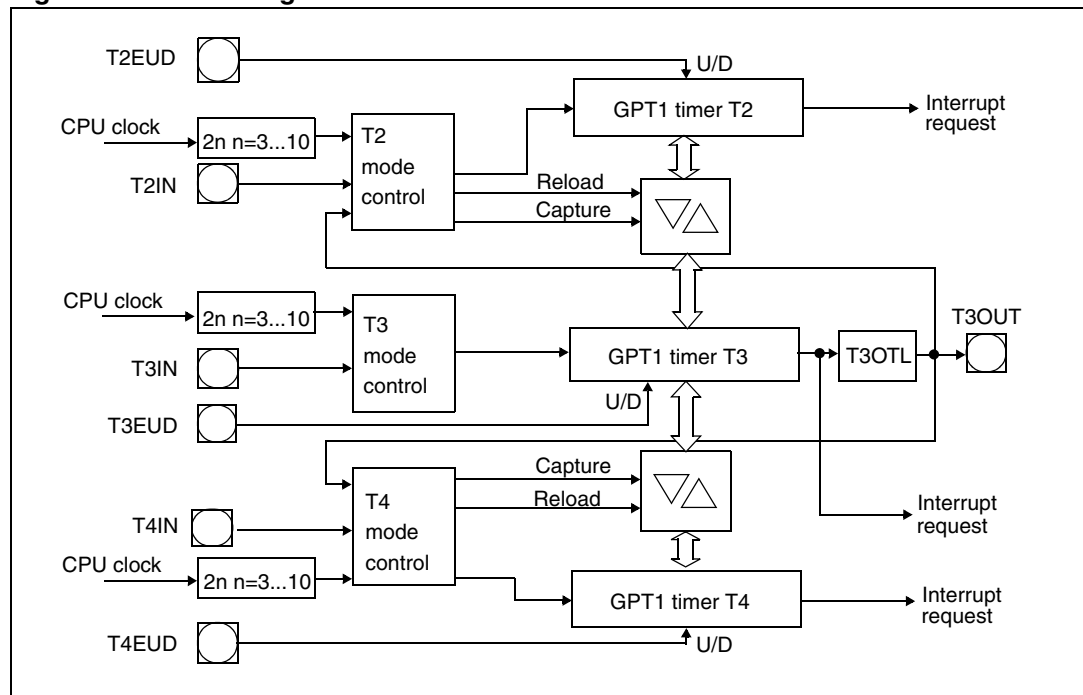 T2EUD
U/D
GPT1 timer T2
Interrupt
request
CPU clock
2n n=3...10
T2
mode
control
T2IN
Reload
Capture
CPU clock
2n n=3...10
T3
mode
control
T3IN
T3EUD
GPT1 timer T3
U/D
T3OTL
T3OUT
Interrupt
request
Capture
Reload
T4
mode
control
T4IN
CPU clock
2n n=3...10
GPT1 timer T4
Interrupt
request
T4EUD
U/D